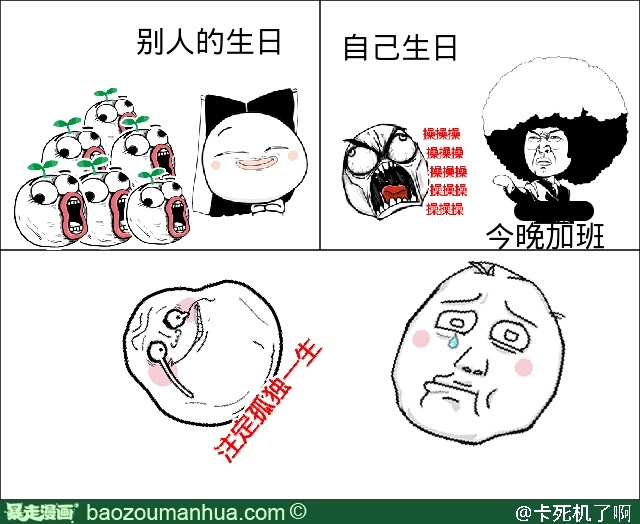 别人的生日
自己生日
操操操
操操操
操操操
操操操
操操操
今晚加班
注定孤独一生
暴走漫画 baozoumanhua.com ©
@卡死机了啊